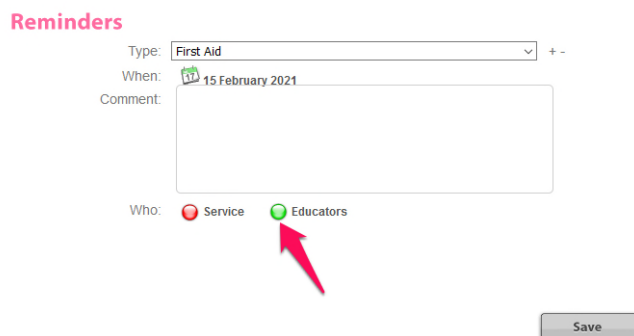 Reminders
Type: First Aid + -
When: 17 15 February 2021
Comment:
Who: Service Educators
Save